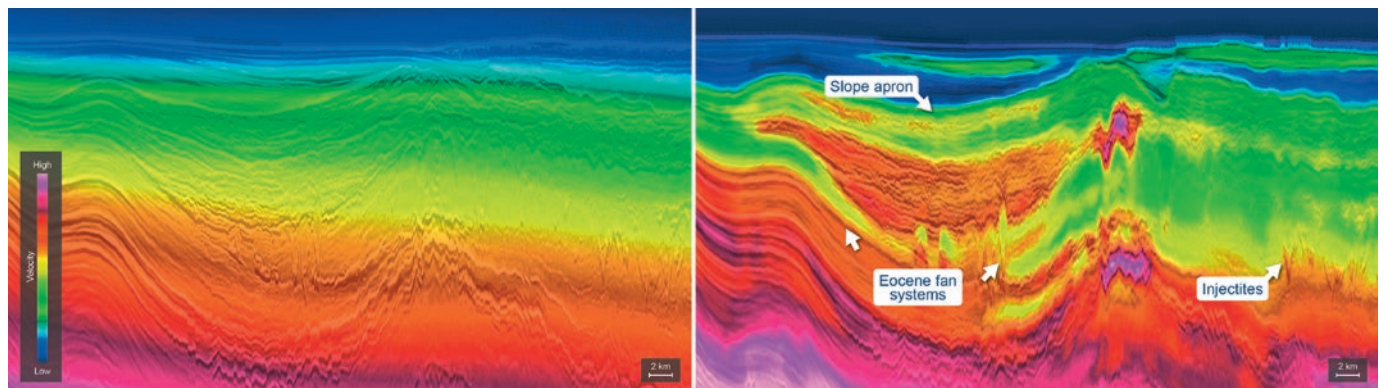 High
Velocity
Low
2 km
Slope apron
Eocene fan
systems
Injectites
2 km